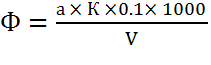 Ф = а × К ×0.1× 1000 / V